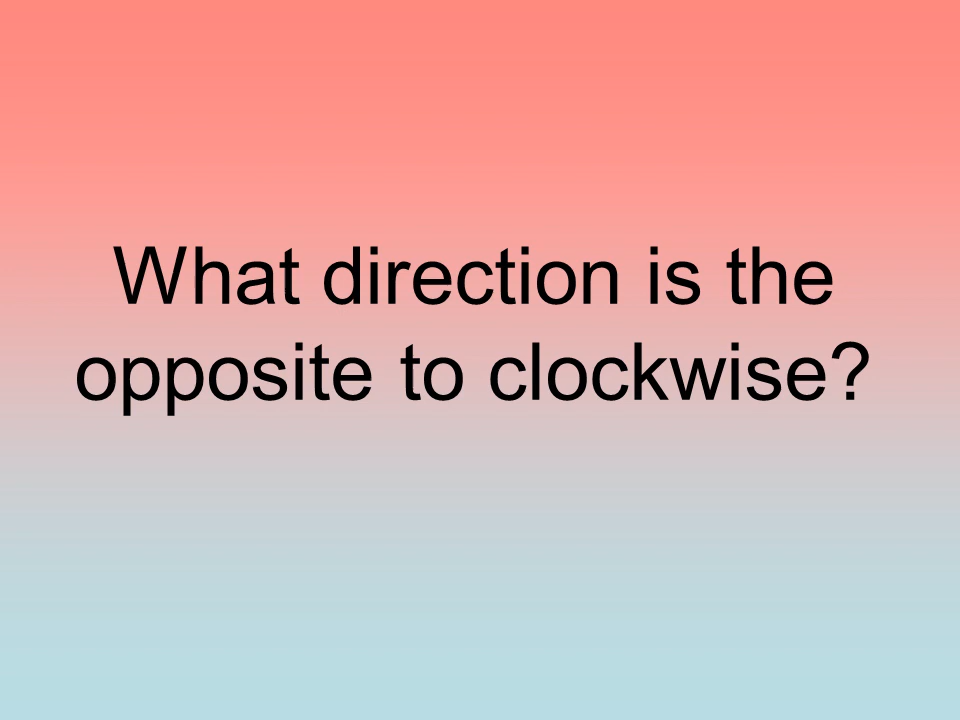 What direction is the
opposite to clockwise?